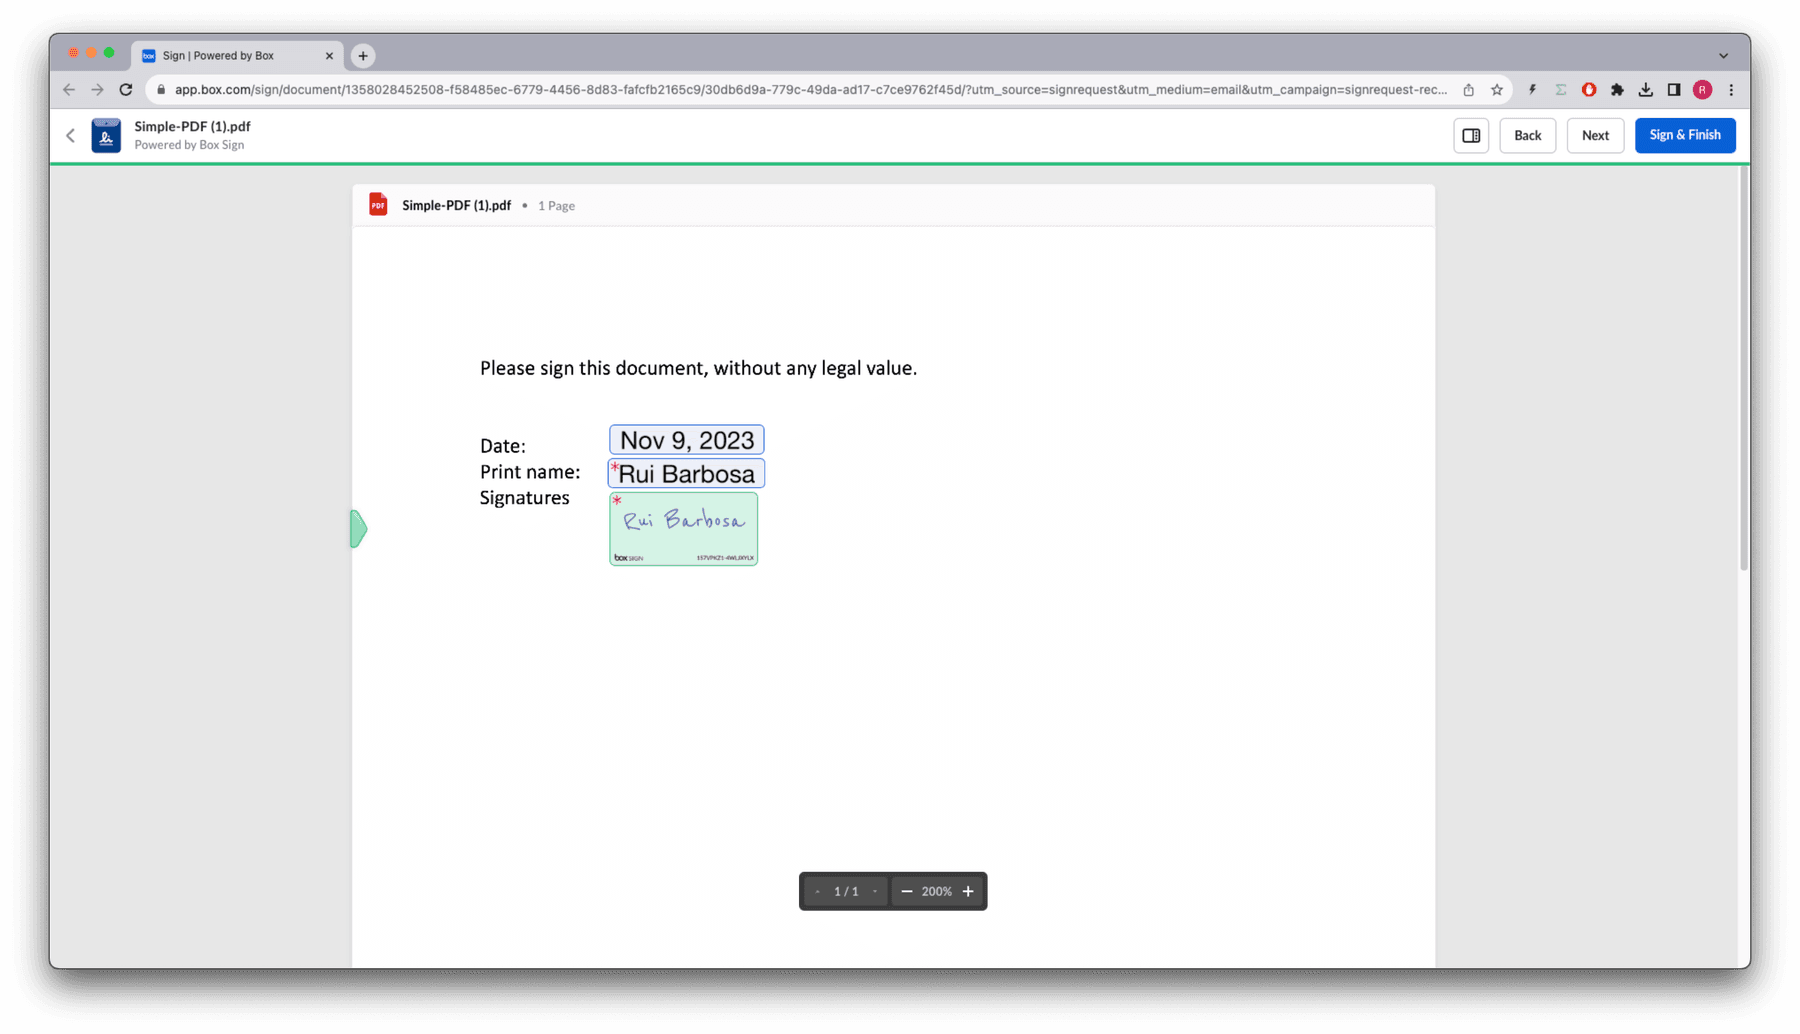 Sign | Powered by Box
app.box.com/sign/document/1358028452508-f58485ec-6779-4456-8d83-fafcfb2165c9/30db6d9a-779c-49da-ad17-c7ce9762f45d/?utm_source=signrequest&utm_medium=email&utm_campaign=signrequest-rec...
R
Simple-PDF (1).pdf
Powered by Box Sign
Back
Next
Sign & Finish
PDF
Simple-PDF (1).pdf • 1 Page
Please sign this document, without any legal value.
Date: Nov 9, 2023
Print name: *Rui Barbosa
Signatures *
Rui Barbosa
box SIGN
1 / 1
200%